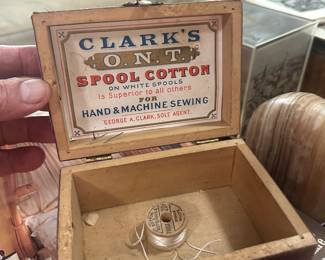 CLARK'S
O.N.T.
SPOOL COTTON
ON WHITE SPOOLS
Is Superior to all others
FOR
HAND & MACHINE SEWING
GEORGE A. CLARK, SOLE AGENT.